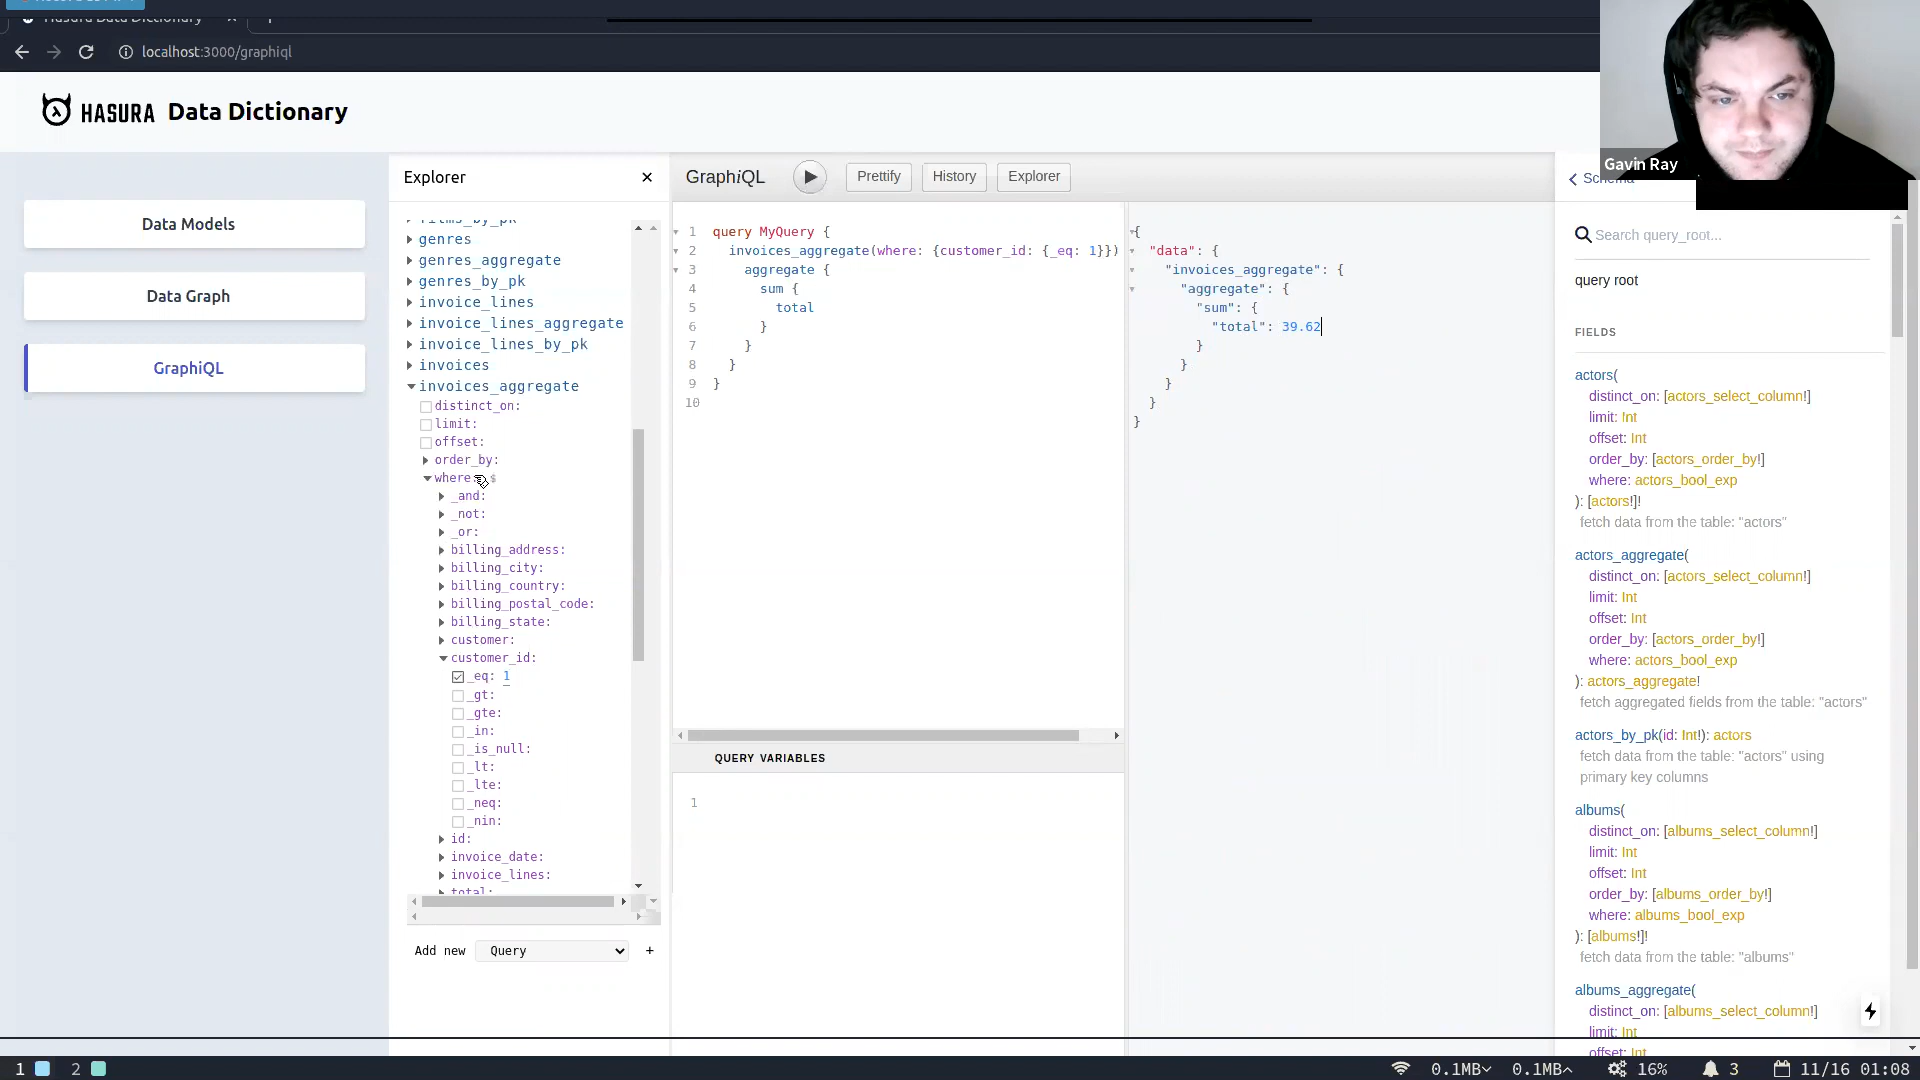 Hasura Data Dictionary
localhost:3000/graphiql
HASURA Data Dictionary
Gavin Ray
Data Models
Data Graph
GraphiQL
Explorer
films_by_pk
genres
genres_aggregate
genres_by_pk
invoice_lines
invoice_lines_aggregate
invoice_lines_by_pk
invoices
invoices_aggregate
distinct_on:
limit:
offset:
order_by:
where: $
_and:
_not:
_or:
billing_address:
billing_city:
billing_country:
billing_postal_code:
billing_state:
customer:
customer_id:
_eq: 1
_gt:
_gte:
_in:
_is_null:
_lt:
_lte:
_neq:
_nin:
id:
invoice_date:
invoice_lines:
total:
Add new Query +
GraphiQL Prettify History Explorer
1 query MyQuery {
2 invoices_aggregate(where: {customer_id: {_eq: 1}})
3 aggregate {
4 sum {
5 total
6 }
7 }
8 }
9 }
10
QUERY VARIABLES
1
{
"data": {
"invoices_aggregate": {
"aggregate": {
"sum": {
"total": 39.62
}
}
}
}
}
Schema
Search query_root...
query root
FIELDS
actors(
distinct_on: [actors_select_column!]
limit: Int
offset: Int
order_by: [actors_order_by!]
where: actors_bool_exp
): [actors!]!
fetch data from the table: "actors"
actors_aggregate(
distinct_on: [actors_select_column!]
limit: Int
offset: Int
order_by: [actors_order_by!]
where: actors_bool_exp
): actors_aggregate!
fetch aggregated fields from the table: "actors"
actors_by_pk(id: Int!): actors
fetch data from the table: "actors" using
primary key columns
albums(
distinct_on: [albums_select_column!]
limit: Int
offset: Int
order_by: [albums_order_by!]
where: albums_bool_exp
): [albums!]!
fetch data from the table: "albums"
albums_aggregate(
distinct_on: [albums_select_column!]
limit: Int
offset: Int
1 2 0.1MB 0.1MB 16% 3 11/16 01:08